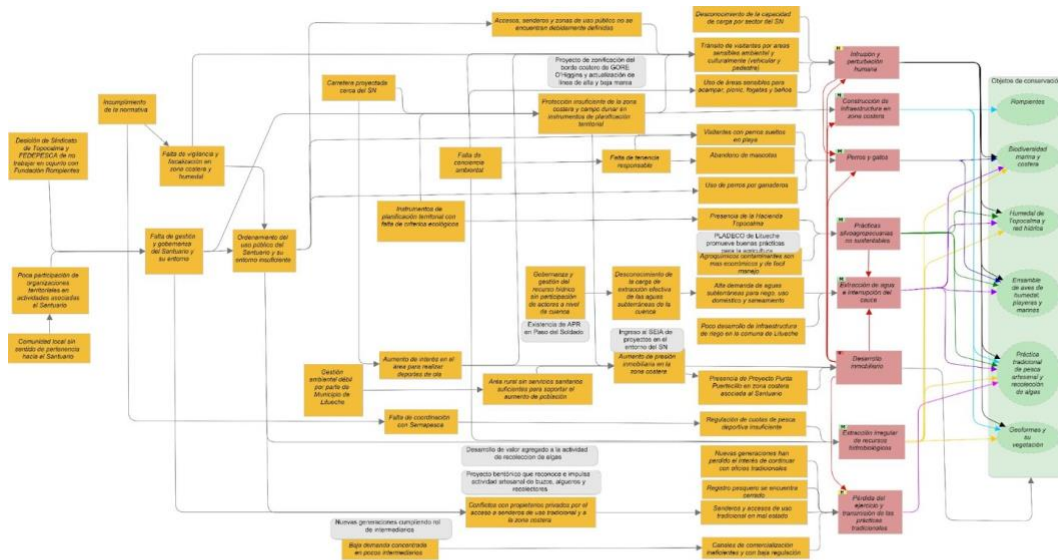 Accesos, senderos y zonas de uso público no se
encuentran debidamente definidas
Desconocimiento de la capacidad
de carga por sector del SN
Tránsito de visitantes por areas
sensibles ambiental y
culturalmente (vehicular y
pedestre)
Proyecto de zonificación del
borde costero de GORE
O'Higgins y actualización de
línea de alta y baja marea
Uso de áreas sensibles para
acampar, picnic, fogatas y baños
Intrusión y
perturbación
humana
Objetos de conservación
Carretera proyectada
cerca del SN
Incumplimiento
de la normativa
Protección insuficiente de la zona
costera y campo dunar en
instrumentos de planificación
territorial
Construcción de
infraestructura en
zona costera
Rompientes
Desición de Sindicato
de Topocalma y
FEDEPESCA de no
trabajar en conjunto con
Fundación Rompientes
Falta de vigilancia y
fiscalización en
zona costera y
humedal
Falta de
conciencia
ambiental
Falta de tenencia
responsable
Visitantes con perros sueltos en
playa
Abandono de mascotas
Uso de perros por ganaderos
Perros y gatos
Biodiversidad
marina y
costera
Instrumentos de
planificación territorial con
falta de criterios ecológicos
Presencia de la Hacienda
Topocalma
PLADECO de Litueche
promueve buenas prácticas
para la agricultura
Agroquímicos contaminantes son
mas económicos y de fácil
manejo
Prácticas
silvoagropecuarias
no sustentables
Humedal de
Topocalma y
red hídrica
Falta de gestión
y gobernanza
del Santuario y
su entorno
Ordenamiento del
uso público del
Santuario y su
entorno insuficiente
Poca participación de
organizaciones
territoriales en
actividades asociadas
al Santuario
Gobernanza y
gestión del
recurso hídrico
sin participación
de actores a nivel
de cuenca
Desconocimiento de
la carga de
extracción efectiva
de las aguas
subterráneas de la
cuenca
Alta demanda de aguas
subterráneas para riego, uso
doméstico y saneamiento
Poco desarrollo de infraestructura
de riego en la comuna de Litueche
Extracción de agua
e interrupción del
cauce
Ensamble
de aves de
humedal,
playeras y
marinas
Existencia de APR
en Paso del Soldado
Ingreso al SEIA de
proyectos en el
entorno del SN
Comunidad local sin
sentido de pertenencia
hacia el Santuario
Gestión
ambiental débil
por parte de
Municipio de
Litueche
Aumento de interés en el
área para realizar
deportes de ola
Área rural sin servicios sanitarios
suficientes para soportar el
aumento de población
Aumento de presión
inmobiliaria en la
zona costera
Presencia de Proyecto Punta
Puertecillo en zona costera
asociada al Santuario
Desarrollo
inmobiliario
Práctica
tradicional
de pesca
artesanal y
recolección
de algas
Falta de coordinación
con Sernapesca
Regulación de cuotas de pesca
deportiva insuficiente
Extracción irregular
de recursos
Geoformas y
su
vegetación
Desarrollo de valor agregado a la actividad
de recolección de algas
Proyecto bentónico que reconoce e impulsa
actividad artesanal de buzos, algueros y
recolectores
Nuevas generaciones han
perdido el interés de continuar
con oficios tradicionales
Registro pesquero se encuentra
cerrado
Conflictos con propietarios privados por el
acceso a senderos de uso tradicional y a
la zona costera
Senderos y accesos de uso
tradicional en mal estado
Pérdida del
ejercicio y
transmisión de las
prácticas
tradicionales
Nuevas generaciones cumpliendo rol
de intermediarios
Baja demanda concentrada
en pocos intermediarios
Canales de comercialización
ineficientes y con baja regulación